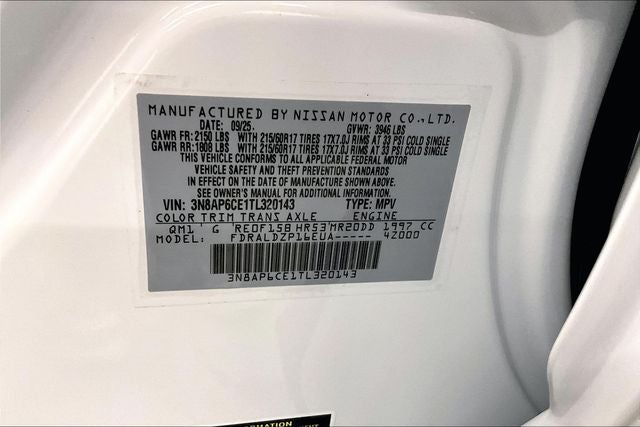 MANUFACTURED BY NISSAN MOTOR CO.,LTD.
DATE: 09/25. GVWR: 3946 LBS
GAWR FR: 2150 LBS WITH 215/60R17 TIRES 17X7.0J RIMS AT 33 PSI COLD SINGLE
GAWR RR: 1808 LBS WITH 215/60R17 TIRES 17X7.0J RIMS AT 33 PSI COLD SINGLE
THIS VEHICLE CONFORMS TO ALL APPLICABLE FEDERAL MOTOR
VEHICLE SAFETY AND THEFT PREVENTION STANDARDS
IN EFFECT ON THE DATE OF MANUFACTURE SHOWN ABOVE.
SEE OWNER'S MANUAL FOR ADDITIONAL INFORMATION.
VIN: 3N8AP6CE1TL320143 TYPE: MPV
COLOR TRIM TRANS AXLE ENGINE
QM1 G RE0F15B HR53 MR20DD 1997 CC
MODEL: FDRALDZP16EUA----- 4Z000
3N8AP6CE1TL320143